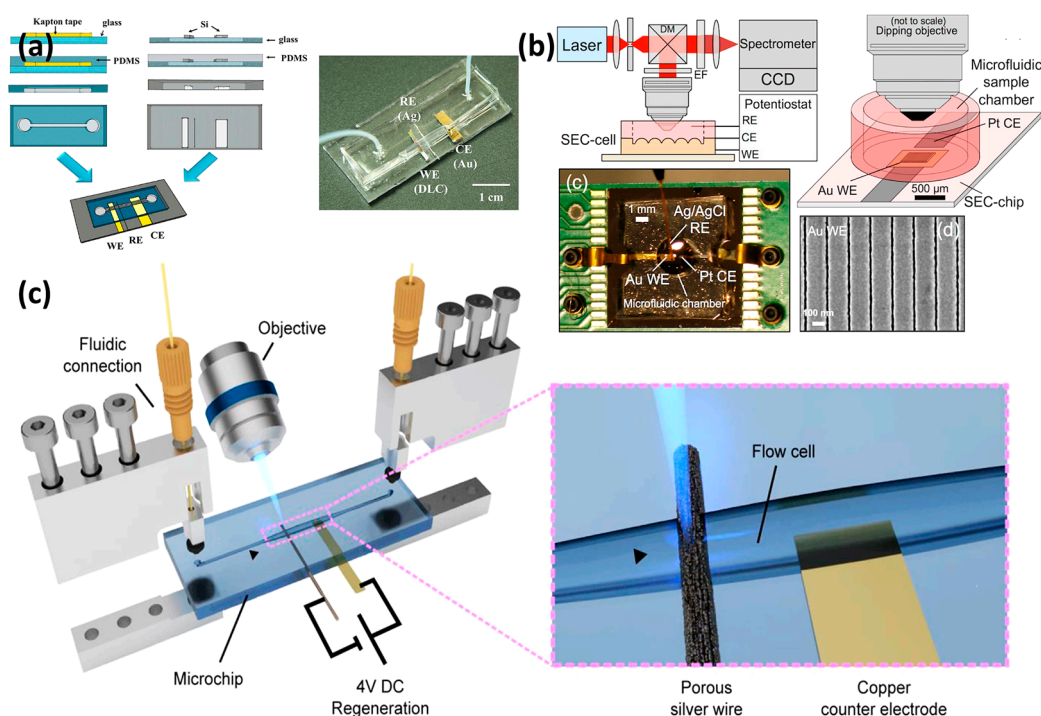 (a)
Kapton tape
glass
PDMS
Si
glass
PDMS
WE
RE
CE
RE
(Ag)
CE
(Au)
WE
(DLC)
1 cm
(b)
Laser
DM
EF
Spectrometer
CCD
Potentiostat
RE
CE
WE
SEC-cell
(not to scale)
Dipping objective
Microfluidic
sample
chamber
Pt CE
Au WE
500 µm
SEC-chip
(c)
1 mm
Ag/AgCl
RE
Au WE
Pt CE
Microfluidic chamber
(d)
Au WE
100 nm
(c)
Fluidic
connection
Objective
Microchip
4V DC
Regeneration
Flow cell
Porous
silver wire
Copper
counter electrode